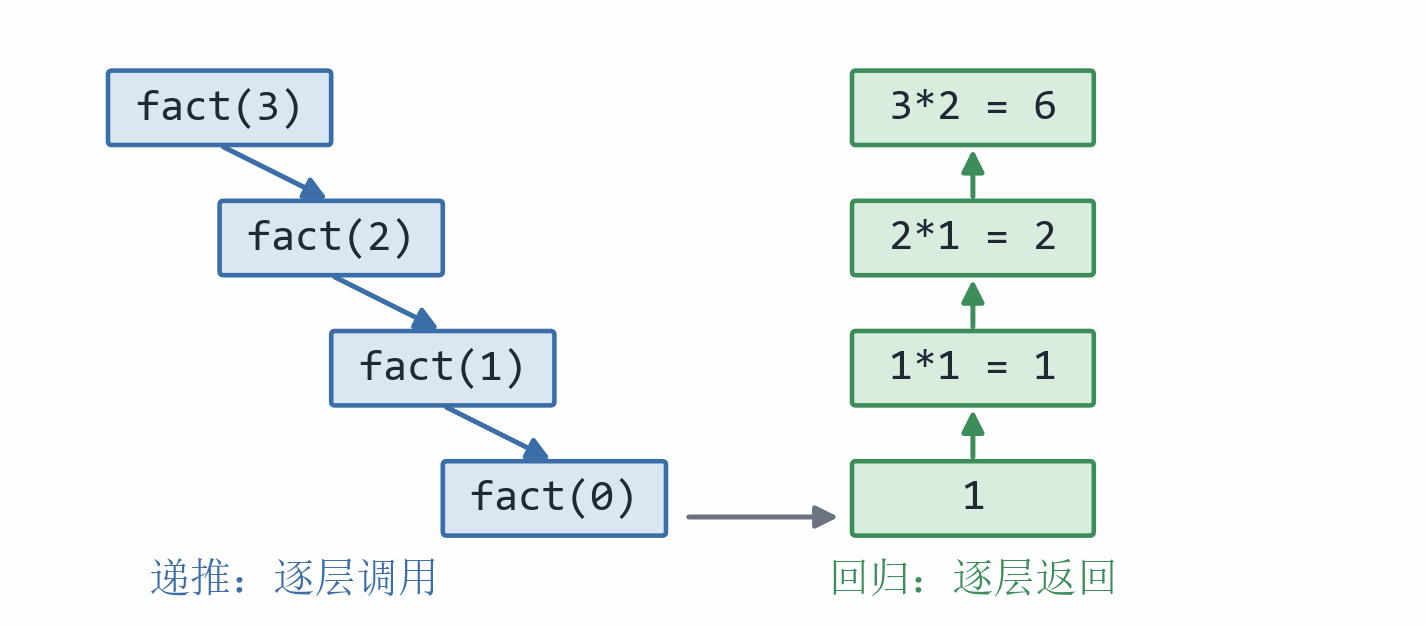 fact(3)
3*2 = 6
fact(2)
2*1 = 2
fact(1)
1*1 = 1
fact(0)
1
递推：逐层调用
回归：逐层返回